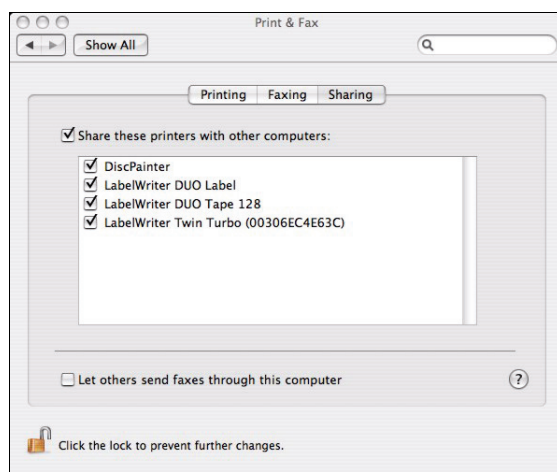 Print & Fax
Show All
Printing Faxing Sharing
Share these printers with other computers:
DiscPainter
LabelWriter DUO Label
LabelWriter DUO Tape 128
LabelWriter Twin Turbo (00306EC4E63C)
Let others send faxes through this computer
?
Click the lock to prevent further changes.